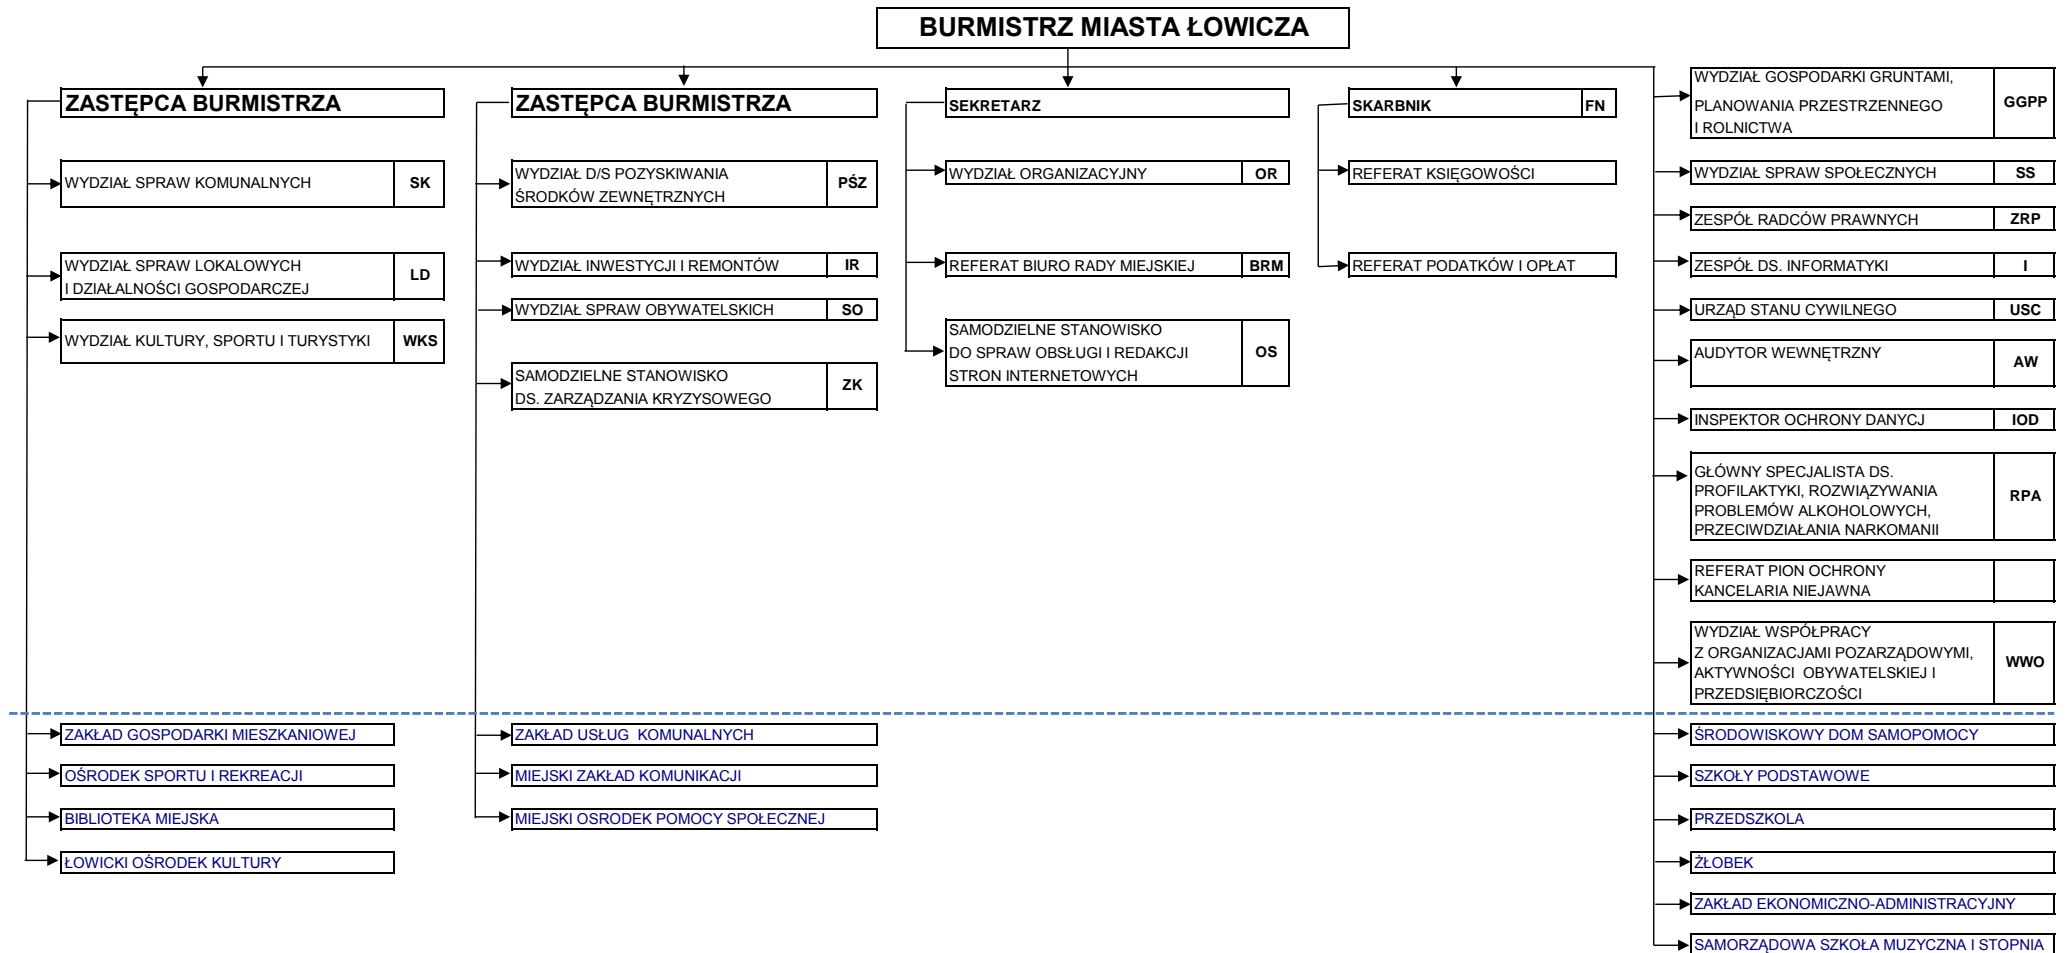 BURMISTRZ MIASTA ŁOWICZA
ZASTĘPCA BURMISTRZA
WYDZIAŁ SPRAW KOMUNALNYCH
SK
WYDZIAŁ SPRAW LOKALOWYCH
I DZIAŁALNOŚCI GOSPODARCZEJ
LD
WYDZIAŁ KULTURY, SPORTU I TURYSTYKI
WKS
ZAKŁAD GOSPODARKI MIESZKANIOWEJ
OŚRODEK SPORTU I REKREACJI
BIBLIOTEKA MIEJSKA
ŁOWICKI OŚRODEK KULTURY
ZASTĘPCA BURMISTRZA
WYDZIAŁ D/S POZYSKIWANIA
ŚRODKÓW ZEWNĘTRZNYCH
PŚZ
WYDZIAŁ INWESTYCJI I REMONTÓW
IR
WYDZIAŁ SPRAW OBYWATELSKICH
SO
SAMODZIELNE STANOWISKO
DS. ZARZĄDZANIA KRYZYSOWEGO
ZK
ZAKŁAD USŁUG KOMUNALNYCH
MIEJSKI ZAKŁAD KOMUNIKACJI
MIEJSKI OSRODEK POMOCY SPOŁECZNEJ
SEKRETARZ
WYDZIAŁ ORGANIZACYJNY
OR
REFERAT BIURO RADY MIEJSKIEJ
BRM
SAMODZIELNE STANOWISKO
DO SPRAW OBSŁUGI I REDAKCJI
STRON INTERNETOWYCH
OS
SKARBNIK
FN
REFERAT KSIĘGOWOŚCI
REFERAT PODATKÓW I OPŁAT
WYDZIAŁ GOSPODARKI GRUNTAMI,
PLANOWANIA PRZESTRZENNEGO
I ROLNICTWA
GGPP
WYDZIAŁ SPRAW SPOŁECZNYCH
SS
ZESPÓŁ RADCÓW PRAWNYCH
ZRP
ZESPÓŁ DS. INFORMATYKI
I
URZĄD STANU CYWILNEGO
USC
AUDYTOR WEWNĘTRZNY
AW
INSPEKTOR OCHRONY DANYCJ
IOD
GŁÓWNY SPECJALISTA DS.
PROFILAKTYKI, ROZWIĄZYWANIA
PROBLEMÓW ALKOHOLOWYCH,
PRZECIWDZIAŁANIA NARKOMANII
RPA
REFERAT PION OCHRONY
KANCELARIA NIEJAWNA
WYDZIAŁ WSPÓŁPRACY
Z ORGANIZACJAMI POZARZĄDOWYMI,
AKTYWNOŚCI OBYWATELSKIEJ I
PRZEDSIĘBIORCZOŚCI
WWO
ŚRODOWISKOWY DOM SAMOPOMOCY
SZKOŁY PODSTAWOWE
PRZEDSZKOLA
ŻŁOBEK
ZAKŁAD EKONOMICZNO-ADMINISTRACYJNY
SAMORZĄDOWA SZKOŁA MUZYCZNA I STOPNIA